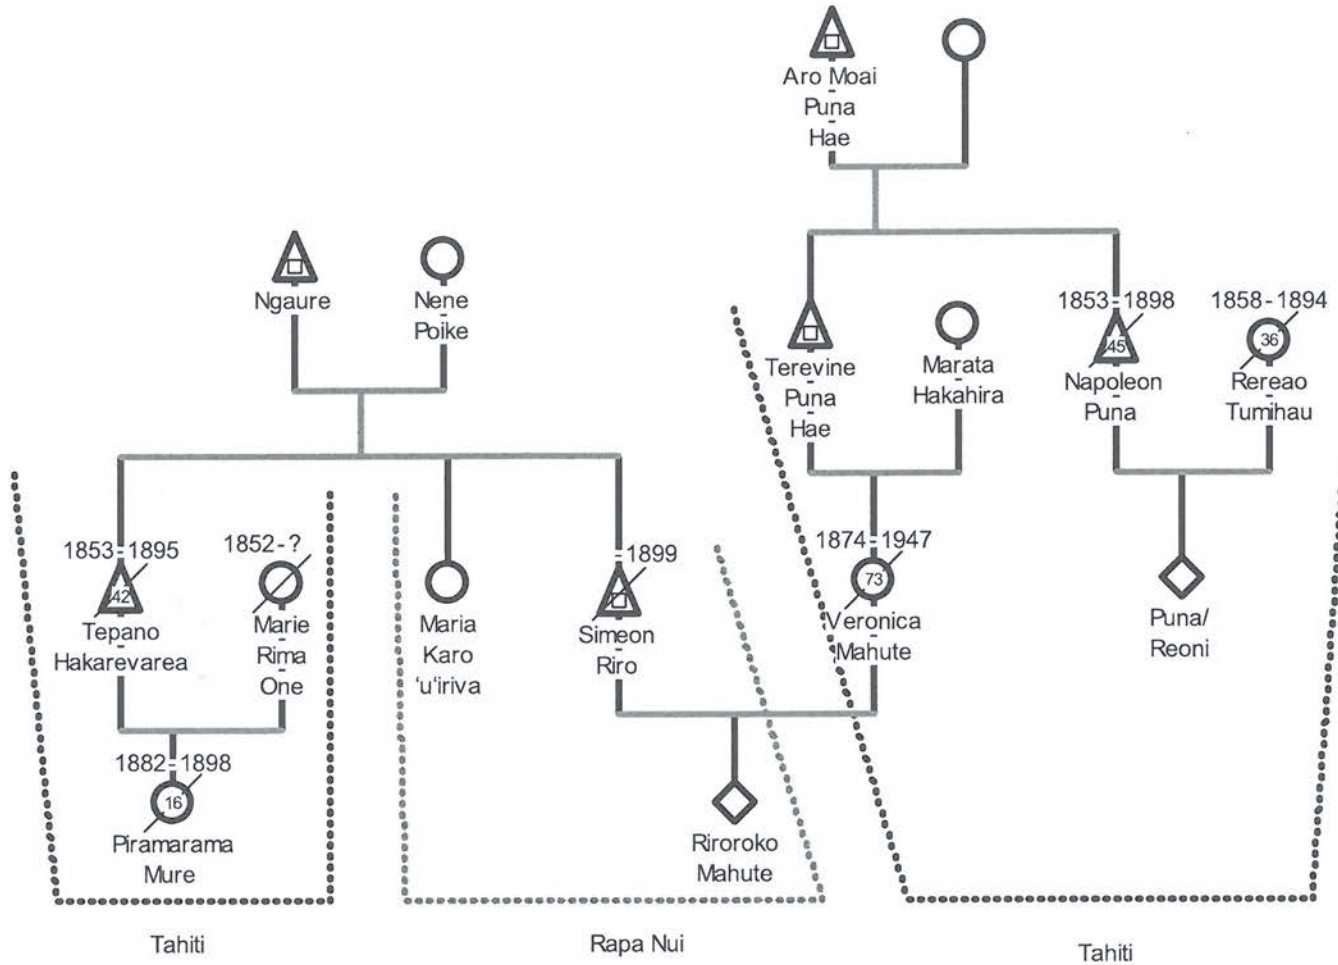 Aro Moai
Puna
Hae
Ngaure
Nene
Poike
Terevine
Puna
Hae
Marata
Hakahira
1853-1898
45
Napoleon
Puna
1858-1894
36
Rereao
Tumihau
1853-1895
42
Tepano
Hakarevarea
1852-?
Marie
Rima
One
Maria
Karo
'u'iriva
- 1899
Simeon
Riro
1874-1947
73
Veronica
Mahute
Puna/
Reoni
1882-1898
16
Piramarama
Mure
Riroroko
Mahute
Tahiti
Rapa Nui
Tahiti